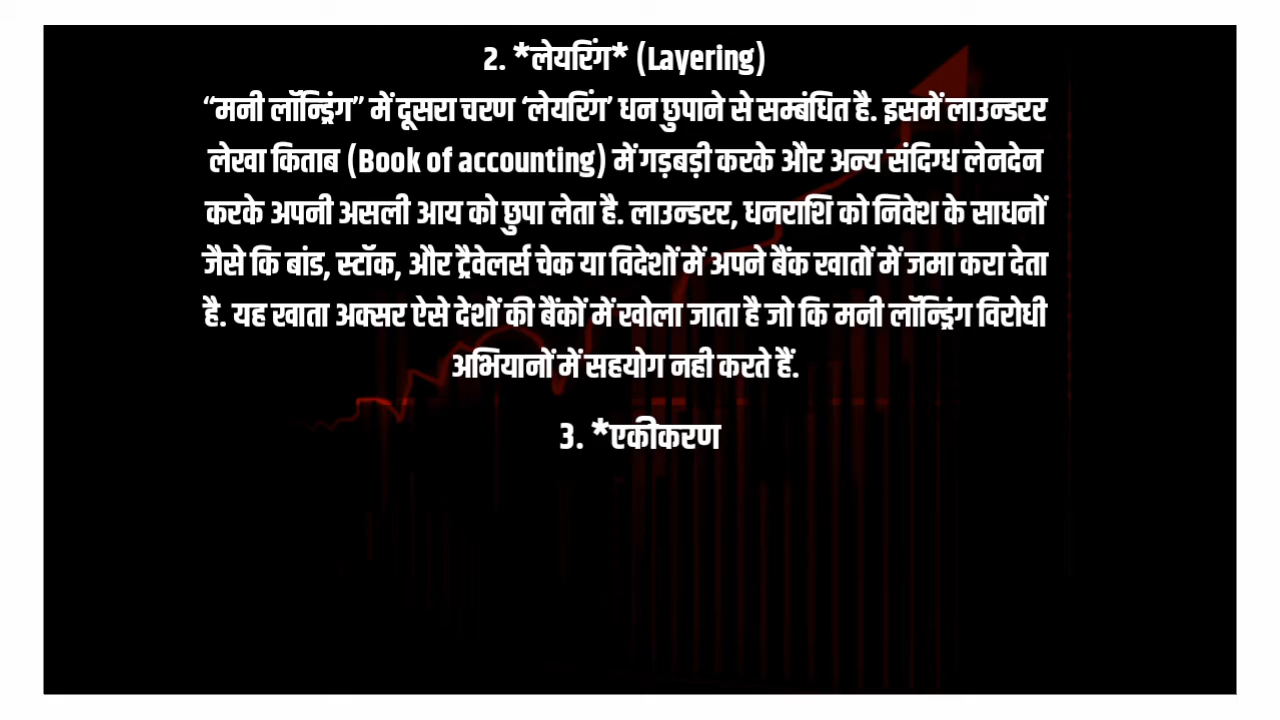 2. *लेयरिंग* (Layering)
“मनी लॉन्ड्रिंग” में दूसरा चरण ‘लेयरिंग’ धन छुपाने से सम्बंधित है. इसमें लाउन्डरर
लेखा किताब (Book of accounting) में गड़बड़ी करके और अन्य संदिग्ध लेनदेन
करके अपनी असली आय को छुपा लेता है. लाउन्डरर, धनराशि को निवेश के साधनों
जैसे कि बांड, स्टॉक, और ट्रैवेलर्स चेक या विदेशों में अपने बैंक खातों में जमा करा देता
है. यह खाता अक्सर ऐसे देशों की बैंकों में खोला जाता है जो कि मनी लॉन्ड्रिंग विरोधी
अभियानों में सहयोग नही करते हैं.
3. *एकीकरण